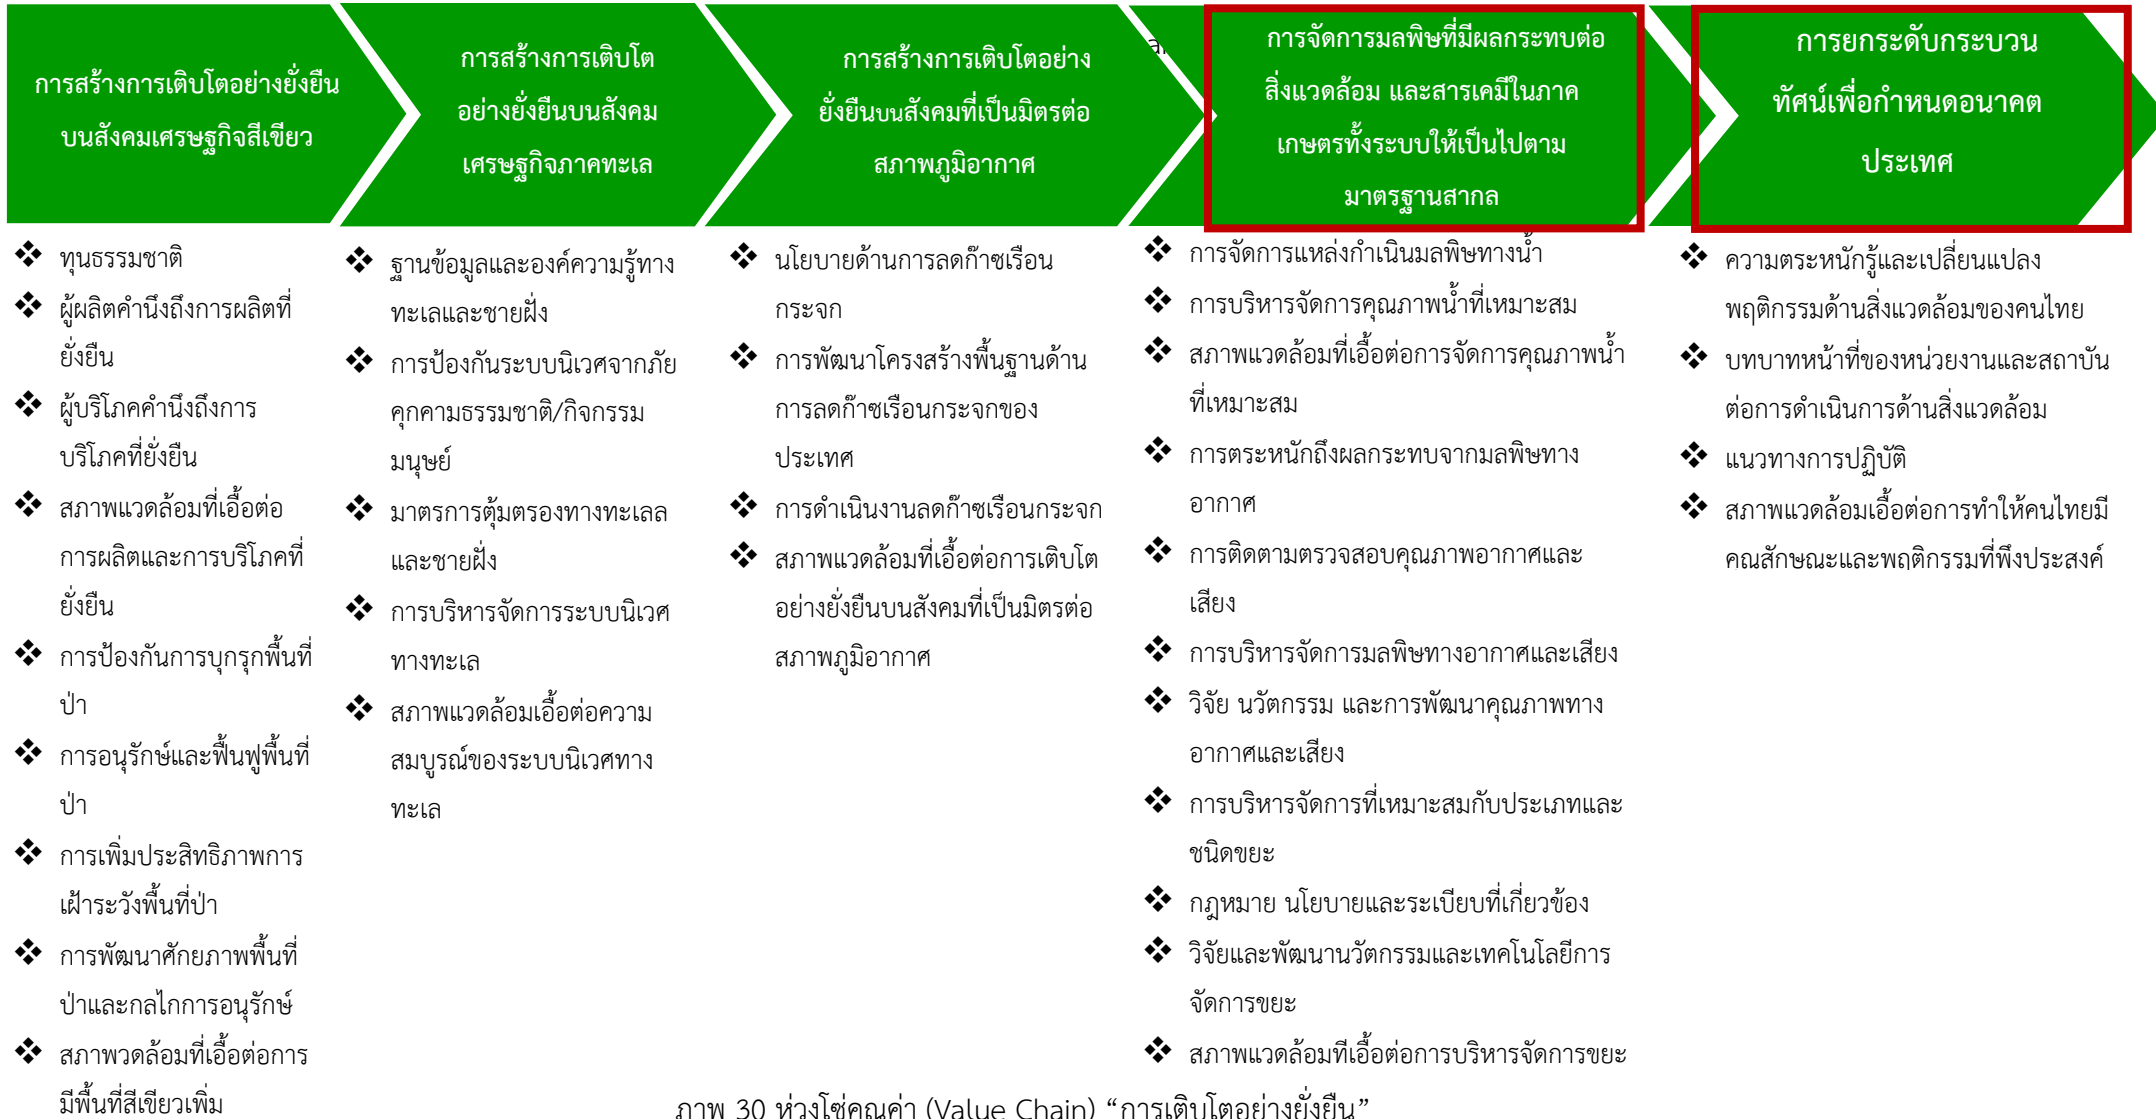 การสร้างการเติบโตอย่างยั่งยืน
บนสังคมเศรษฐกิจสีเขียว
❖ ทุนธรรมชาติ
❖ ผู้ผลิตคำนึงถึงการผลิตที่
ยั่งยืน
❖ ผู้บริโภคคำนึงถึงการ
บริโภคที่ยั่งยืน
❖ สภาพแวดล้อมที่เอื้อต่อ
การผลิตและการบริโภคที่
ยั่งยืน
❖ การป้องกันการบุกรุกพื้นที่
ป่า
❖ การอนุรักษ์และฟื้นฟูพื้นที่
ป่า
❖ การเพิ่มประสิทธิภาพการ
เฝ้าระวังพื้นที่ป่า
❖ การพัฒนาศักยภาพพื้นที่
ป่าและกลไกการอนุรักษ์
❖ สภาพวดล้อมที่เอื้อต่อการ
มีพื้นที่สีเขียวเพิ่ม
การสร้างการเติบโต
อย่างยั่งยืนบนสังคม
เศรษฐกิจภาคทะเล
❖ ฐานข้อมูลและองค์ความรู้ทาง
ทะเลและชายฝั่ง
❖ การป้องกันระบบนิเวศจากภัย
คุกคามธรรมชาติ/กิจกรรม
มนุษย์
❖ มาตรการตุ้มตรองทางทะเลล
และชายฝั่ง
❖ การบริหารจัดการระบบนิเวศ
ทางทะเล
❖ สภาพแวดล้อมเอื้อต่อความ
สมบูรณ์ของระบบนิเวศทาง
ทะเล
การสร้างการเติบโตอย่าง
ยั่งยืนบนสังคมที่เป็นมิตรต่อ
สภาพภูมิอากาศ
❖ นโยบายด้านการลดก๊าซเรือน
กระจก
❖ การพัฒนาโครงสร้างพื้นฐานด้าน
การลดก๊าซเรือนกระจกของ
ประเทศ
❖ การดำเนินงานลดก๊าซเรือนกระจก
❖ สภาพแวดล้อมที่เอื้อต่อการเติบโต
อย่างยั่งยืนบนสังคมที่เป็นมิตรต่อ
สภาพภูมิอากาศ
การจัดการมลพิษที่มีผลกระทบต่อ
สิ่งแวดล้อม และสารเคมีในภาค
เกษตรทั้งระบบให้เป็นไปตาม
มาตรฐานสากล
❖ การจัดการแหล่งกำเนินมลพิษทางน้ำ
❖ การบริหารจัดการคุณภาพน้ำที่เหมาะสม
❖ สภาพแวดล้อมที่เอื้อต่อการจัดการคุณภาพน้ำ
ที่เหมาะสม
❖ การตระหนักถึงผลกระทบจากมลพิษทาง
อากาศ
❖ การติดตามตรวจสอบคุณภาพอากาศและ
เสียง
❖ การบริหารจัดการมลพิษทางอากาศและเสียง
❖ วิจัย นวัตกรรม และการพัฒนาคุณภาพทาง
อากาศและเสียง
❖ การบริหารจัดการที่เหมาะสมกับประเภทและ
ชนิดขยะ
❖ กฎหมาย นโยบายและระเบียบที่เกี่ยวข้อง
❖ วิจัยและพัฒนานวัตกรรมและเทคโนโลยีการ
จัดการขยะ
❖ สภาพแวดล้อมทีเอื้อต่อการบริหารจัดการขยะ
การยกระดับกระบวน
ทัศน์เพื่อกำหนดอนาคต
ประเทศ
❖ ความตระหนักรู้และเปลี่ยนแปลง
พฤติกรรมด้านสิ่งแวดล้อมของคนไทย
❖ บทบาทหน้าที่ของหน่วยงานและสถาบัน
ต่อการดำเนินการด้านสิ่งแวดล้อม
❖ แนวทางการปฏิบัติ
❖ สภาพแวดล้อมเอื้อต่อการทำให้คนไทยมี
คณสักษณะและพฤติกรรมที่พึงประสงค์
ภาพ 30 ห่วงโซ่คุณค่า (Value Chain) “การเติบโตอย่างยั่งยืน”